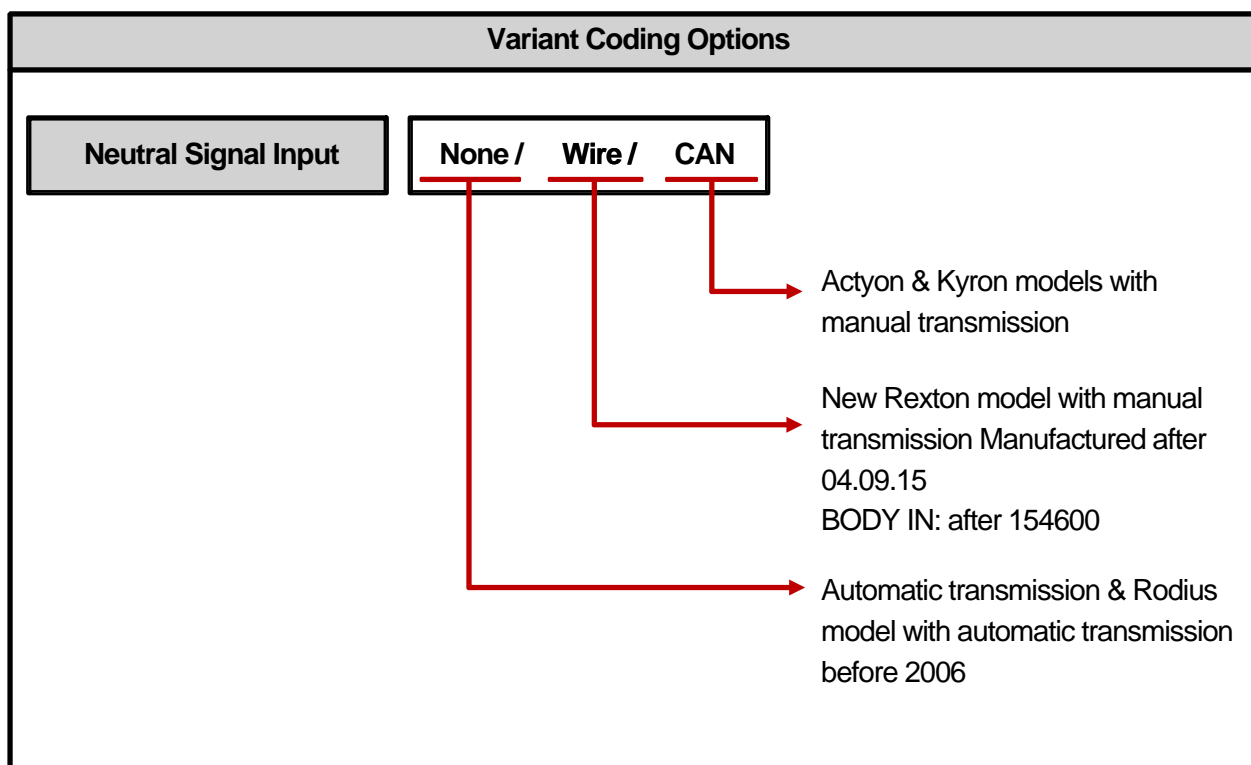 Variant Coding Options
Neutral Signal Input
None / Wire / CAN
Actyon & Kyron models with
manual transmission
New Rexton model with manual
transmission Manufactured after
04.09.15
BODY IN: after 154600
Automatic transmission & Rodius
model with automatic transmission
before 2006